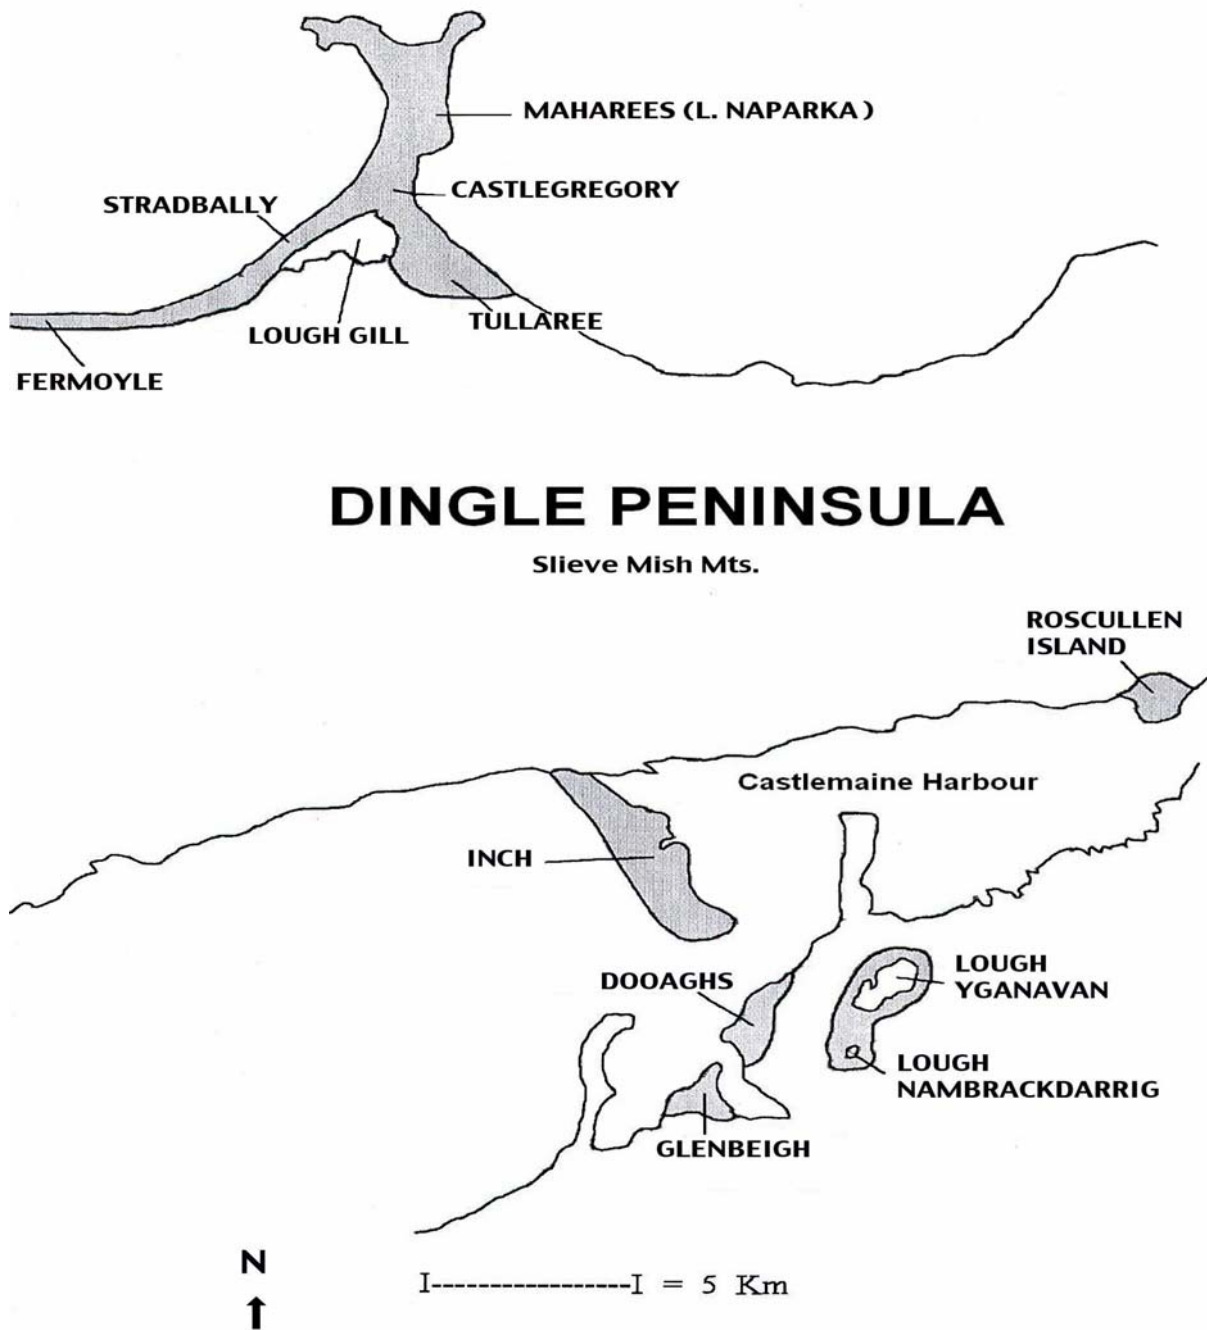 MAHAREES (L. NAPARKA )
CASTLEGREGORY
STRADBALLY
TULLAREE
LOUGH GILL
FERMOYLE
DINGLE PENINSULA
Slieve Mish Mts.
ROSCULLEN
ISLAND
Castlemaine Harbour
INCH
LOUGH
YGANAVAN
DOOAGHS
LOUGH
NAMBRACKDARRIG
GLENBEIGH
N
I-----------------I = 5 Km